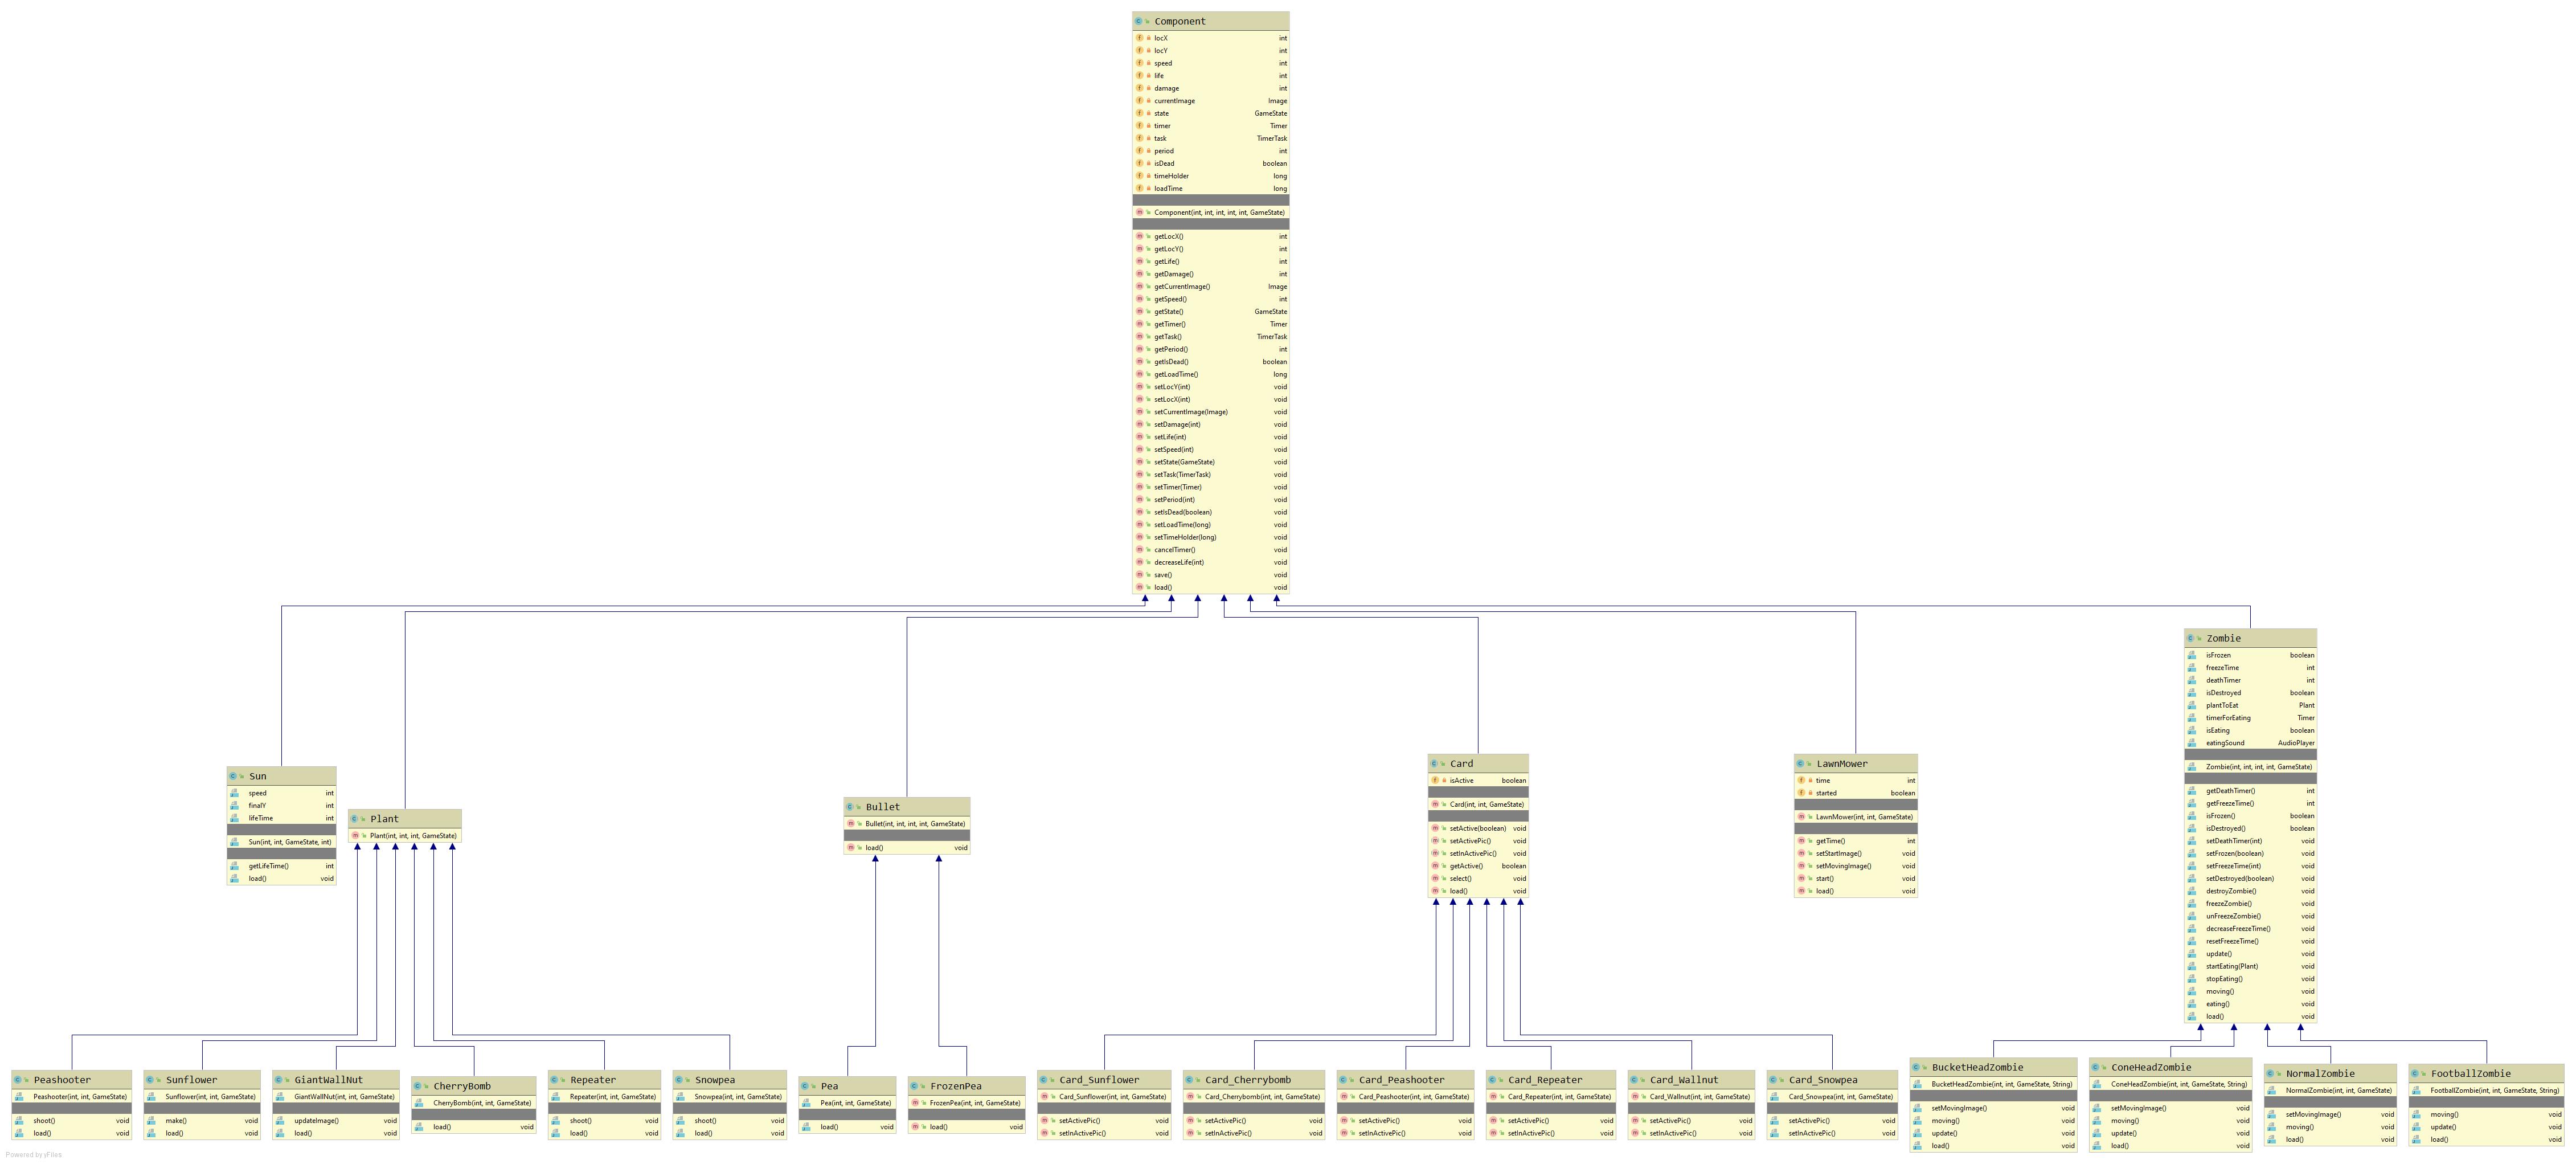 Component
locX int
locY int
speed int
life int
damage int
currentImage Image
state GameState
timer Timer
task TimerTask
period int
isDead boolean
timeHolder long
loadTime long
Component(int, int, int, int, int, GameState)
getLocX() int
getLocY() int
getLife() int
getDamage() int
getCurrentImage() Image
getSpeed() int
getState() GameState
getTimer() Timer
getTask() TimerTask
getPeriod() int
getIsDead() boolean
getLoadTime() long
setLocY(int) void
setLocX(int) void
setCurrentImage(Image) void
setDamage(int) void
setLife(int) void
setSpeed(int) void
setState(GameState) void
setTask(TimerTask) void
setTimer(Timer) void
setPeriod(int) void
setIsDead(boolean) void
setLoadTime(long) void
setTimeHolder(long) void
cancelTimer() void
decreaseLife(int) void
save() void
load() void
Sun
speed int
finalY int
lifeTime int
Sun(int, int, GameState, int)
getLifeTime() int
load() void
Plant
Plant(int, int, int, GameState)
Bullet
Bullet(int, int, int, int, GameState)
load() void
Card
isActive boolean
Card(int, int, GameState)
setActive(boolean) void
setActivePic() void
setInActivePic() void
getActive() boolean
select() void
load() void
LawnMower
time int
started boolean
LawnMower(int, int, GameState)
getTime() int
setStartImage() void
setMovingImage() void
start() void
load() void
Zombie
isFrozen boolean
freezeTime int
deathTimer int
isDestroyed boolean
plantToEat Plant
timerForEating Timer
isEating boolean
eatingSound AudioPlayer
Zombie(int, int, int, int, GameState)
getDeathTimer() int
getFreezeTime() int
isFrozen() boolean
isDestroyed() boolean
setDeathTimer(int) void
setFrozen(boolean) void
setFreezeTime(int) void
setDestroyed(boolean) void
destroyZombie() void
freezeZombie() void
unFreezeZombie() void
decreaseFreezeTime() void
resetFreezeTime() void
update() void
startEating(Plant) void
stopEating() void
moving() void
eating() void
load() void
Peashooter
Peashooter(int, int, GameState)
shoot() void
load() void
Sunflower
Sunflower(int, int, GameState)
make() void
load() void
GiantWallNut
GiantWallNut(int, int, GameState)
updateImage() void
load() void
CherryBomb
CherryBomb(int, int, GameState)
load() void
Repeater
Repeater(int, int, GameState)
shoot() void
load() void
Snowpea
Snowpea(int, int, GameState)
shoot() void
load() void
Pea
Pea(int, int, GameState)
load() void
FrozenPea
FrozenPea(int, int, GameState)
load() void
Card_Sunflower
Card_Sunflower(int, int, GameState)
setActivePic() void
setInActivePic() void
Card_Cherrybomb
Card_Cherrybomb(int, int, GameState)
setActivePic() void
setInActivePic() void
Card_Peashooter
Card_Peashooter(int, int, GameState)
setActivePic() void
setInActivePic() void
Card_Repeater
Card_Repeater(int, int, GameState)
setActivePic() void
setInActivePic() void
Card_Wallnut
Card_Wallnut(int, int, GameState)
setActivePic() void
setInActivePic() void
Card_Snowpea
Card_Snowpea(int, int, GameState)
setActivePic() void
setInActivePic() void
BucketHeadZombie
BucketHeadZombie(int, int, GameState, String)
setMovingImage() void
moving() void
update() void
load() void
ConeHeadZombie
ConeHeadZombie(int, int, GameState, String)
setMovingImage() void
moving() void
update() void
load() void
NormalZombie
NormalZombie(int, int, GameState)
setMovingImage() void
moving() void
load() void
FootballZombie
FootballZombie(int, int, GameState, String)
moving() void
update() void
load() void
Powered by yFiles